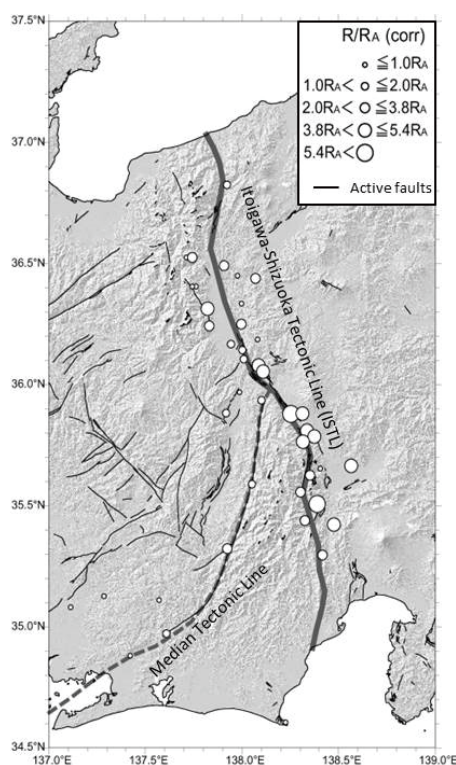 37.5°N
37.0°N
36.5°N
36.0°N
35.5°N
35.0°N
34.5°N
137.0°E
137.5°E
138.0°E
138.5°E
139.0°E
R/RA (corr)
≦1.0RA
1.0RA< ≦2.0RA
2.0RA< ≦3.8RA
3.8RA< ≦5.4RA
5.4RA<
Active faults
Itoigawa-Shizuoka Tectonic Line (ISTL)
Median Tectonic Line